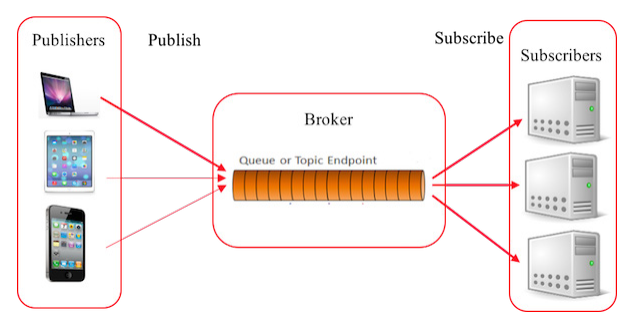 Publishers
Publish
Subscribe
Subscribers
Broker
Queue or Topic Endpoint